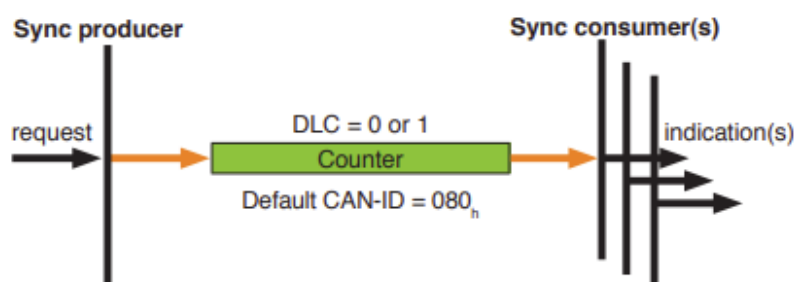 Sync producer
Sync consumer(s)
request
DLC = 0 or 1
indication(s)
Counter
Default CAN-ID = 080h